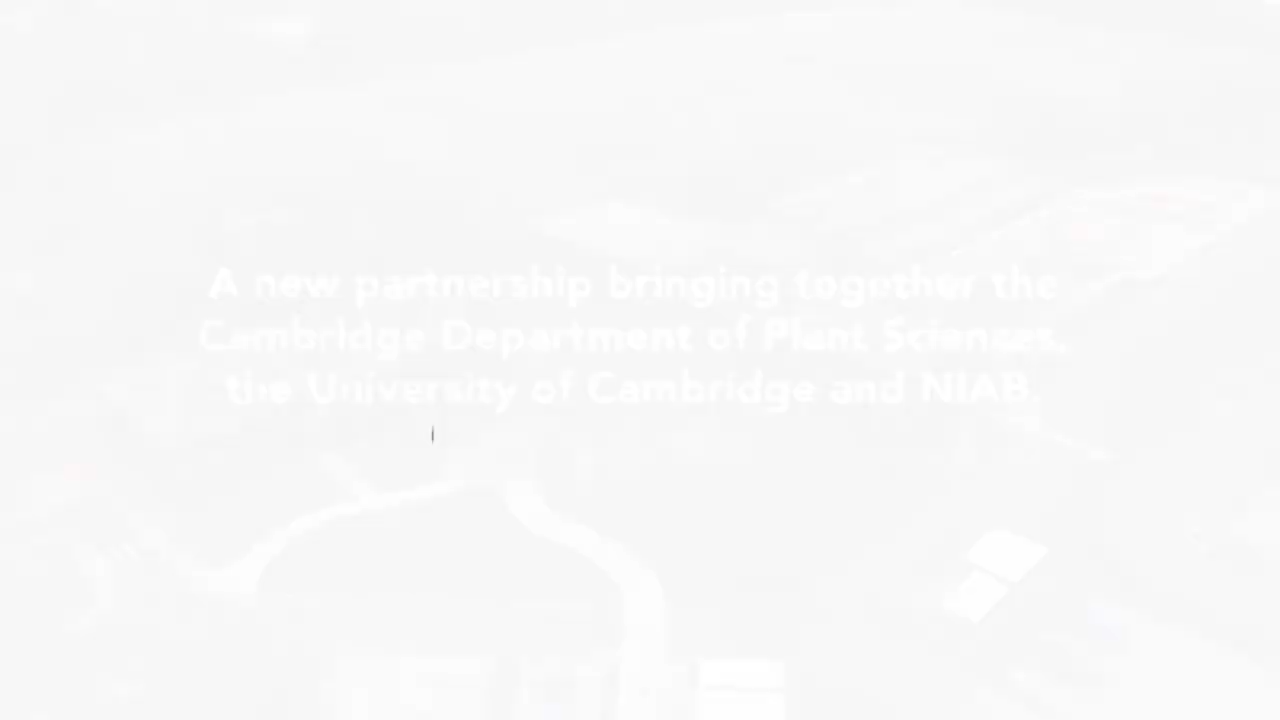 A new partnership bringing together the
Cambridge Department of Plant Sciences,
the University of Cambridge and NIAB.